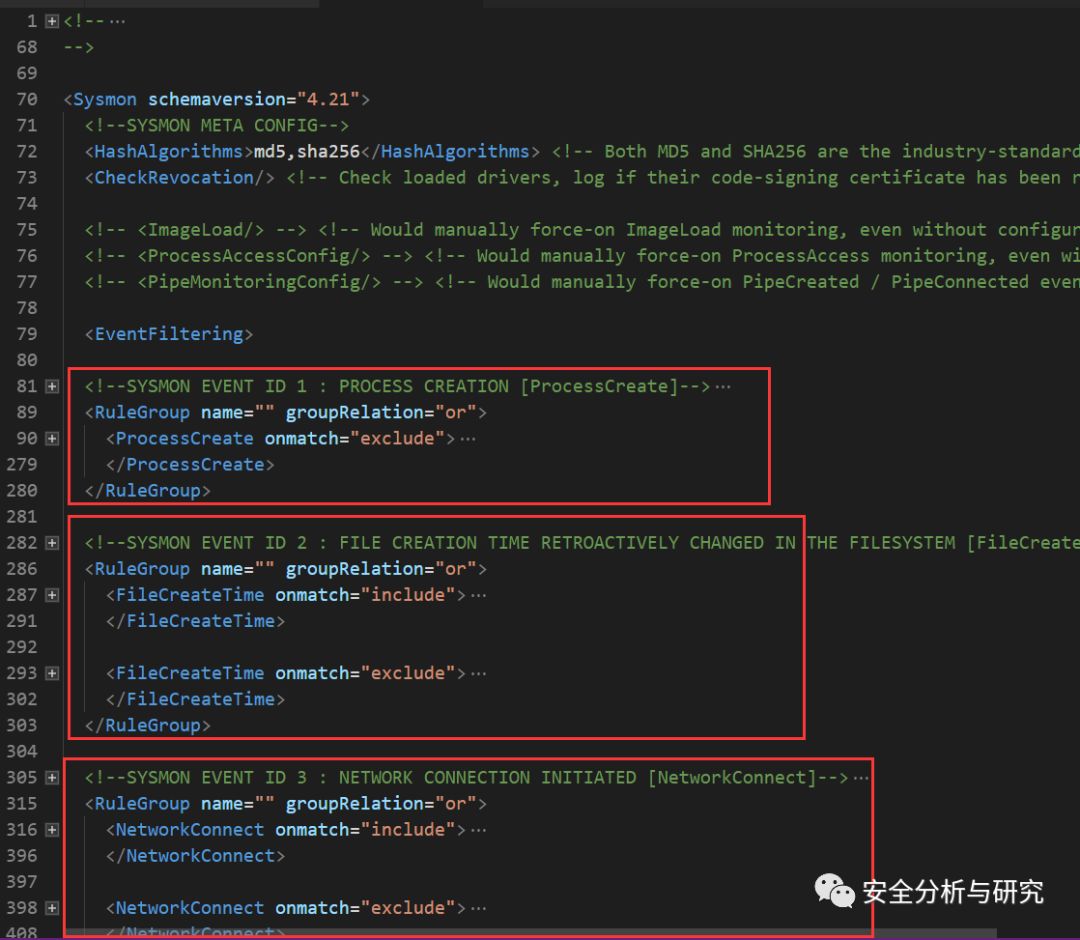 1 <!-- ···
68 -->
69
70 <Sysmon schemaversion="4.21">
71 <!--SYSMON META CONFIG-->
72 <HashAlgorithms>md5,sha256</HashAlgorithms> <!-- Both MD5 and SHA256 are the industry-standard
73 <CheckRevocation/> <!-- Check loaded drivers, log if their code-signing certificate has been r
74
75 <!-- <ImageLoad/> --> <!-- Would manually force-on ImageLoad monitoring, even without configur
76 <!-- <ProcessAccessConfig/> --> <!-- Would manually force-on ProcessAccess monitoring, even wi
77 <!-- <PipeMonitoringConfig/> --> <!-- Would manually force-on PipeCreated / PipeConnected even
78
79 <EventFiltering>
80
81 <!--SYSMON EVENT ID 1 : PROCESS CREATION [ProcessCreate]-->···
89 <RuleGroup name="" groupRelation="or">
90 <ProcessCreate onmatch="exclude">···
279 </ProcessCreate>
280 </RuleGroup>
281
282 <!--SYSMON EVENT ID 2 : FILE CREATION TIME RETROACTIVELY CHANGED IN THE FILESYSTEM [FileCreate
286 <RuleGroup name="" groupRelation="or">
287 <FileCreateTime onmatch="include">···
291 </FileCreateTime>
292
293 <FileCreateTime onmatch="exclude">···
302 </FileCreateTime>
303 </RuleGroup>
304
305 <!--SYSMON EVENT ID 3 : NETWORK CONNECTION INITIATED [NetworkConnect]-->···
315 <RuleGroup name="" groupRelation="or">
316 <NetworkConnect onmatch="include">···
396 </NetworkConnect>
397
398 <NetworkConnect onmatch="exclude">···
408 </NetworkConnect>
安全分析与研究